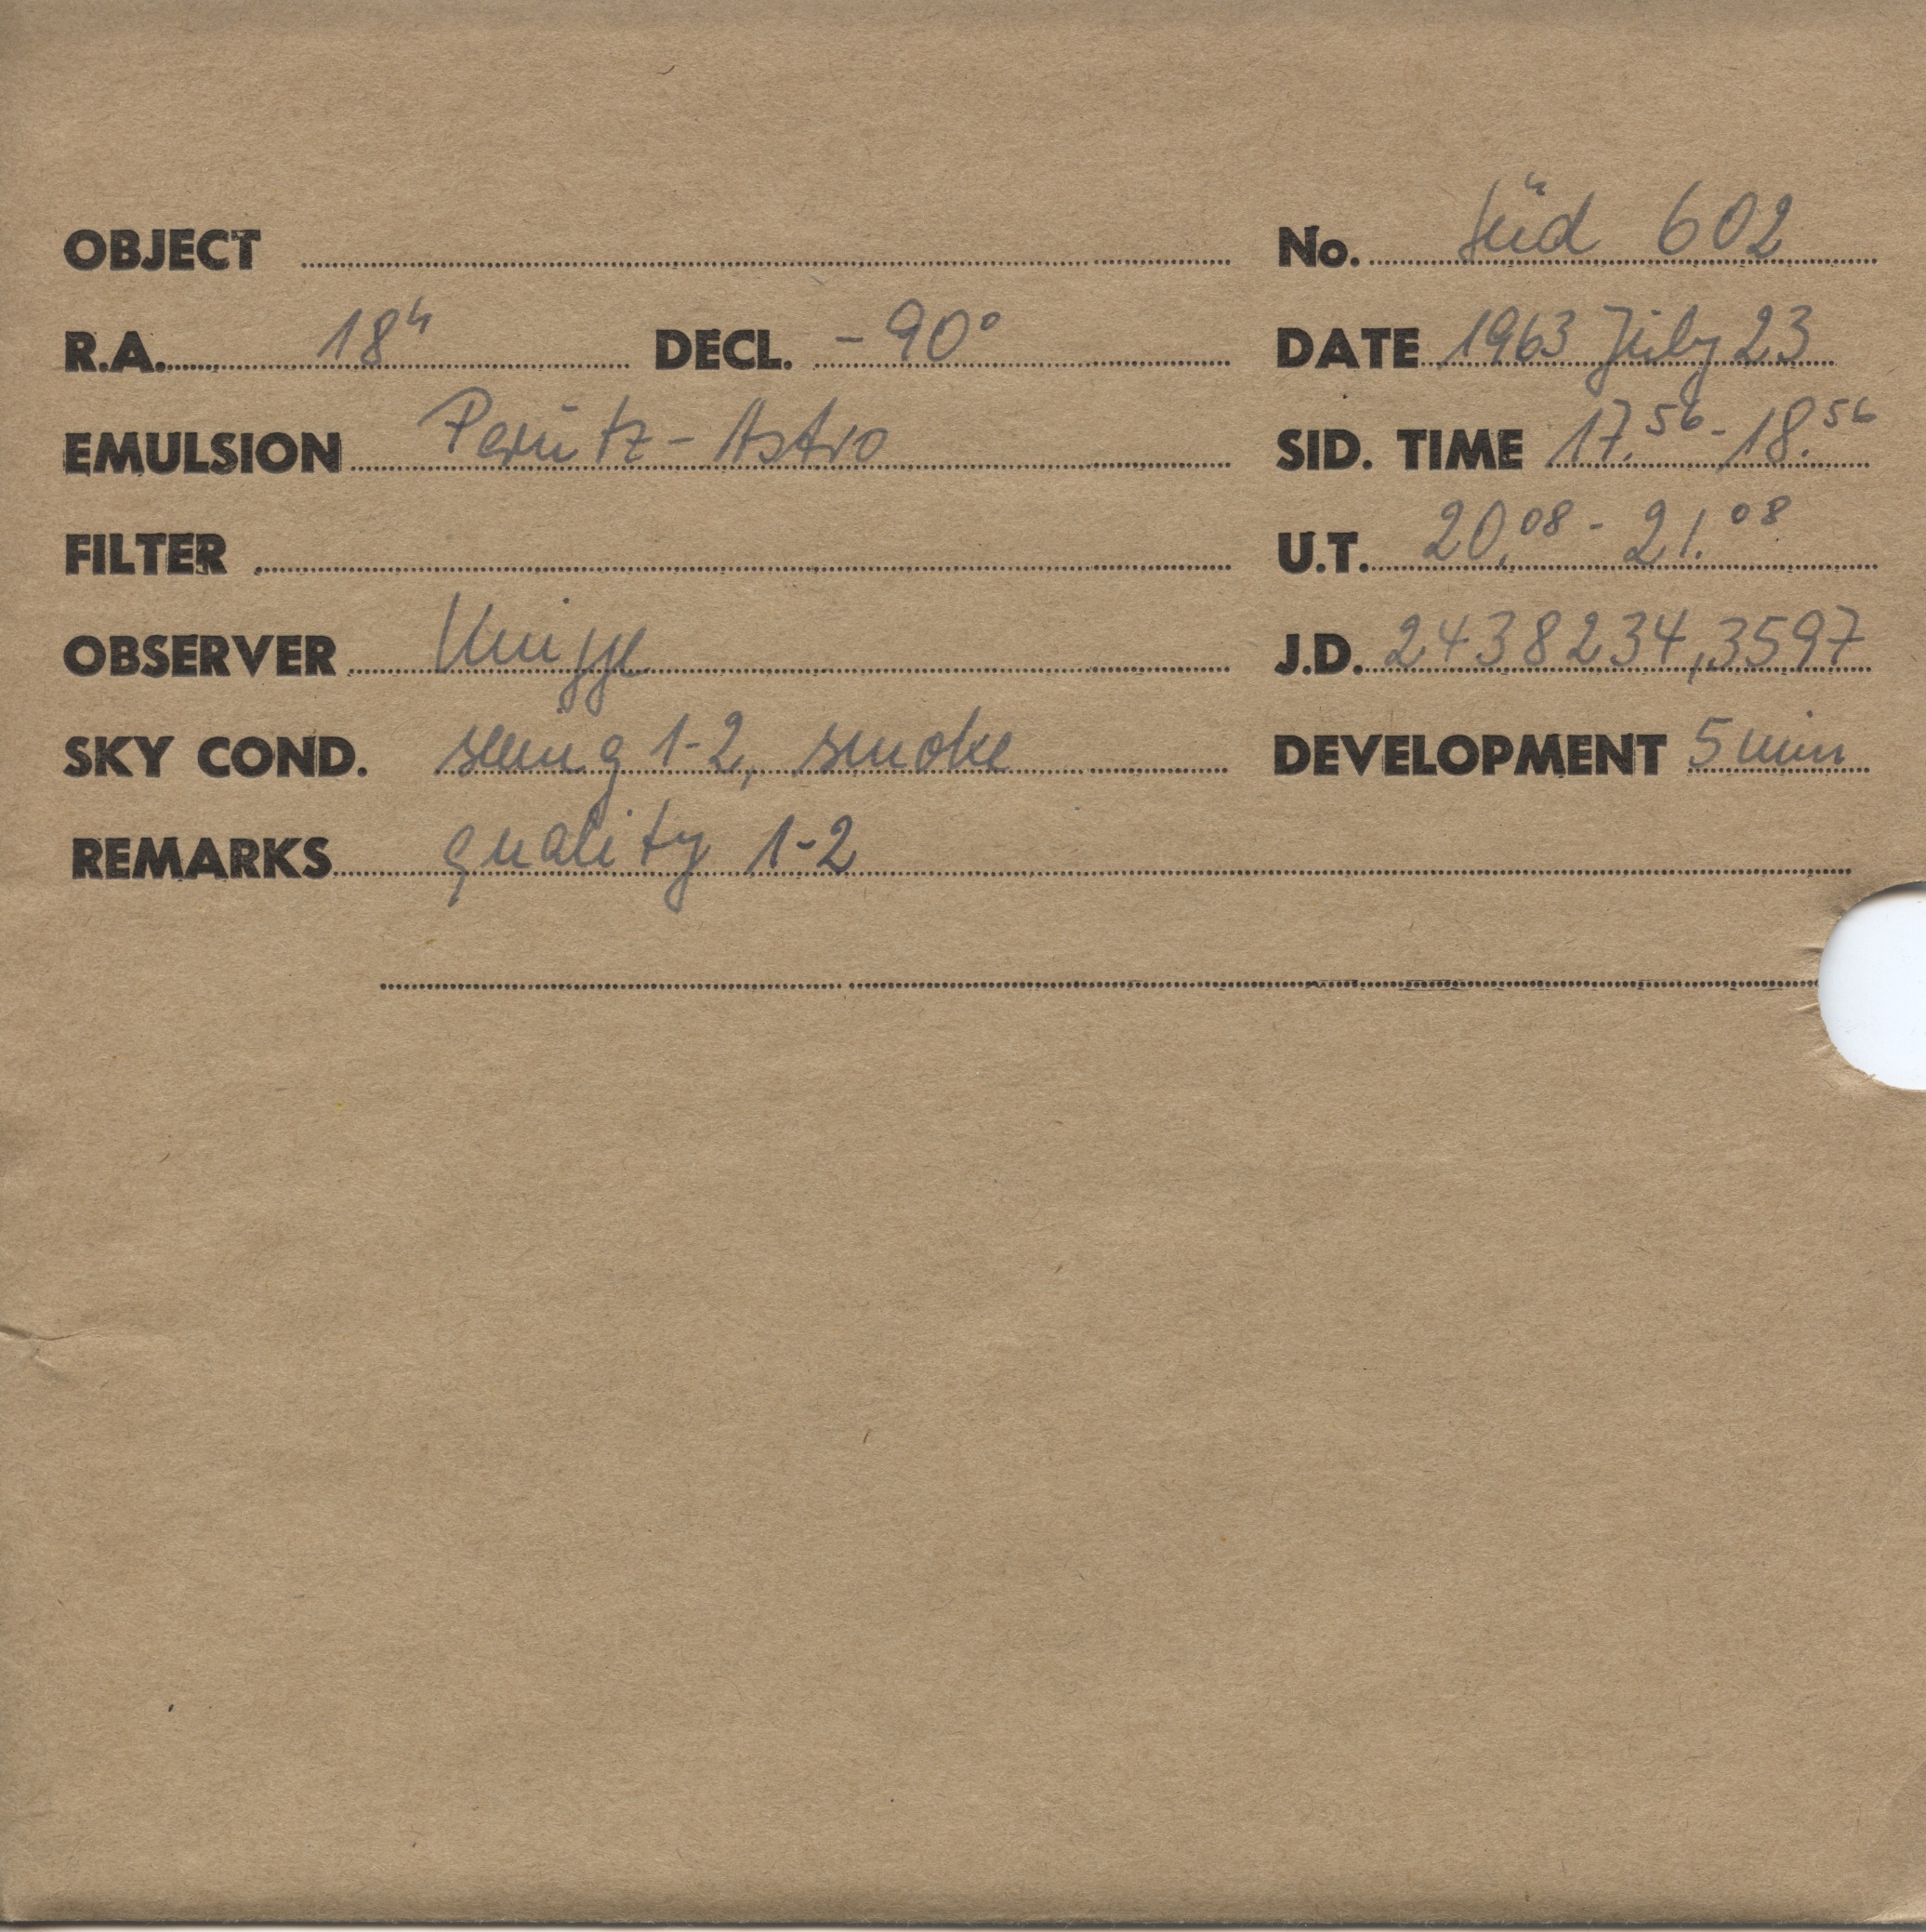 OBJECT No. Süd 602
R.A. 18h DECL. -90° DATE 1963 July 23
EMULSION Perutz-Astro SID. TIME 17.56 - 18.56
FILTER U.T. 20.08 - 21.08
OBSERVER Knigge J.D. 2438234,3597
SKY COND. seeing 1-2, smoke DEVELOPMENT 5 min
REMARKS quality 1-2